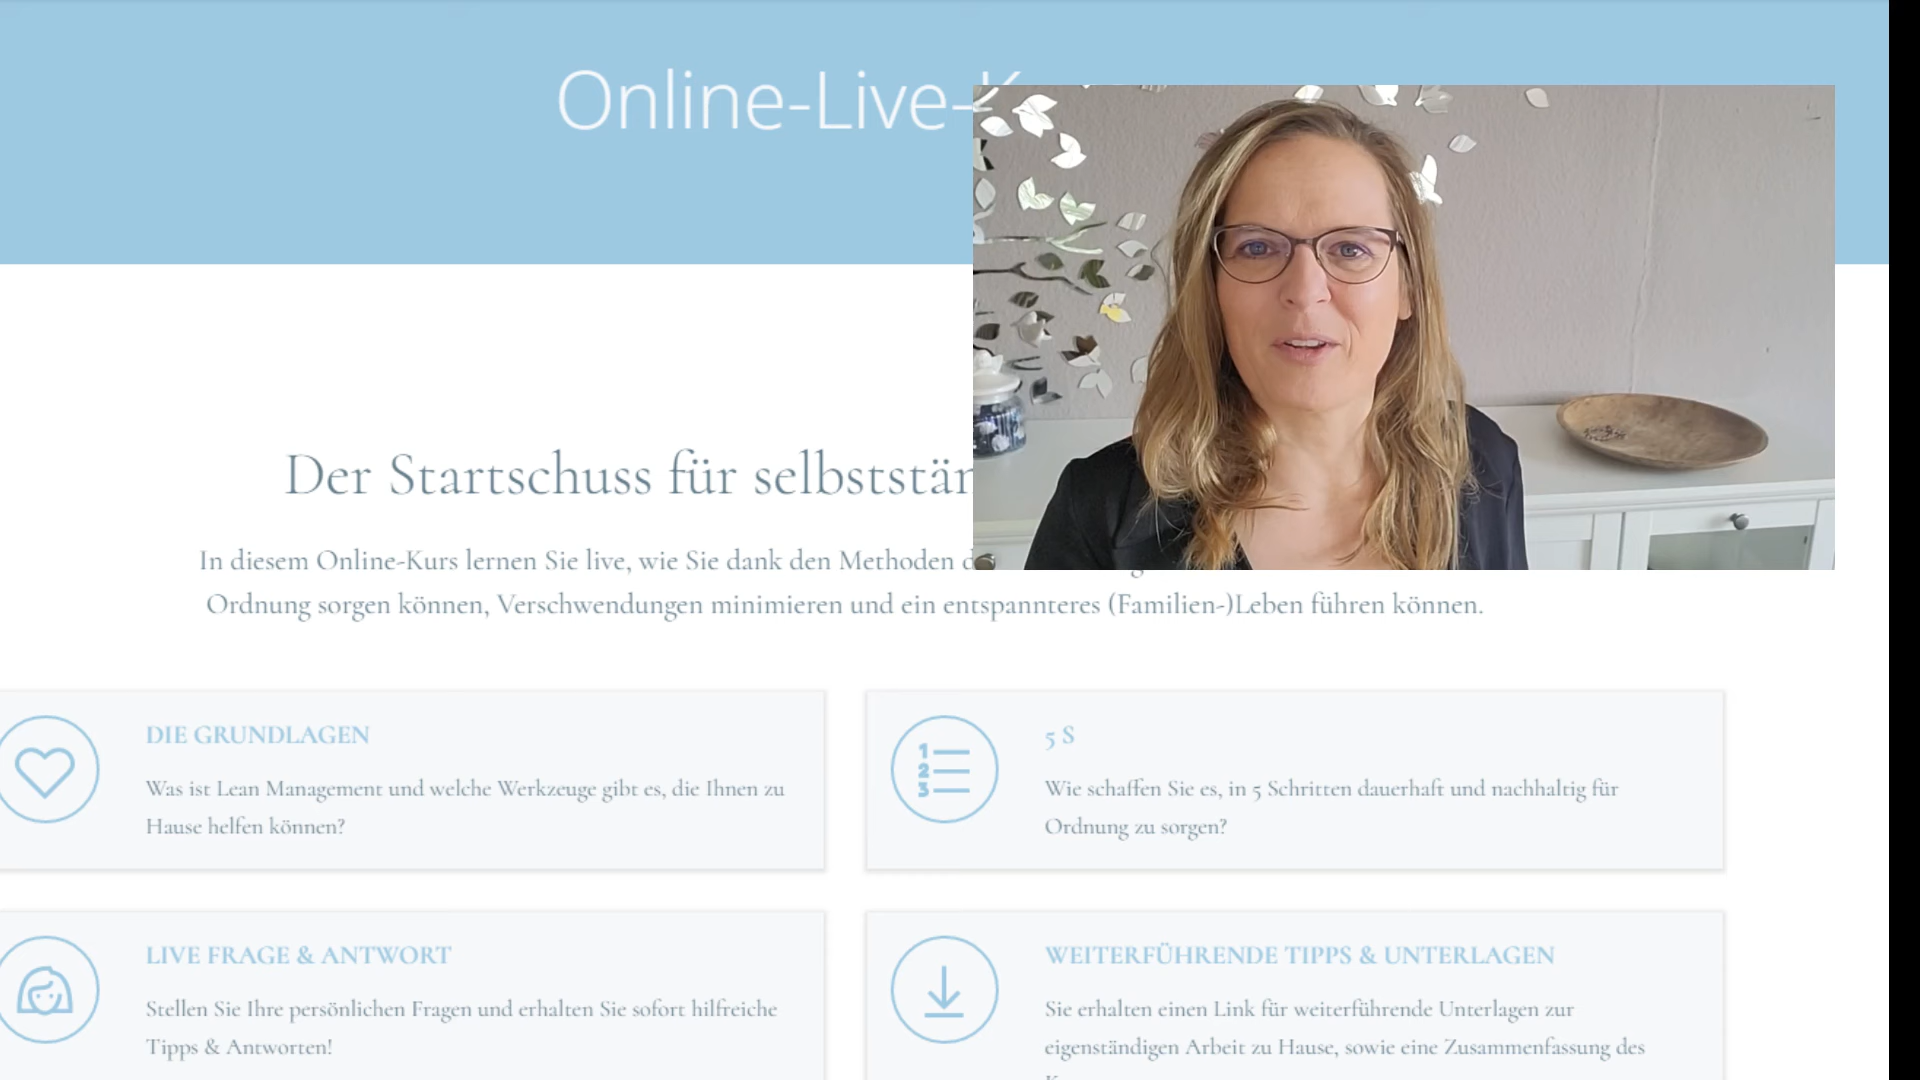 Online-Live-K
Der Startschuss für
In diesem Online-Kurs lernen Sie live, wie Sie dank den Methoden
Ordnung sorgen können, Verschwendungen minimieren und ein entspannteres (Familien-)Leben führen können.
DIE GRUNDLAGEN
Was ist Lean Management und welche Werkzeuge gibt es, die Ihnen zu
Hause helfen können?
5 S
Wie schaffen Sie es, in 5 Schritten dauerhaft und nachhaltig für
Ordnung zu sorgen?
LIVE FRAGE & ANTWORT
Stellen Sie Ihre persönlichen Fragen und erhalten Sie sofort hilfreiche
Tipps & Antworten!
WEITERFÜHRENDE TIPPS & UNTERLAGEN
Sie erhalten einen Link für weiterführende Unterlagen zur
eigenständigen Arbeit zu Hause, sowie eine Zusammenfassung des